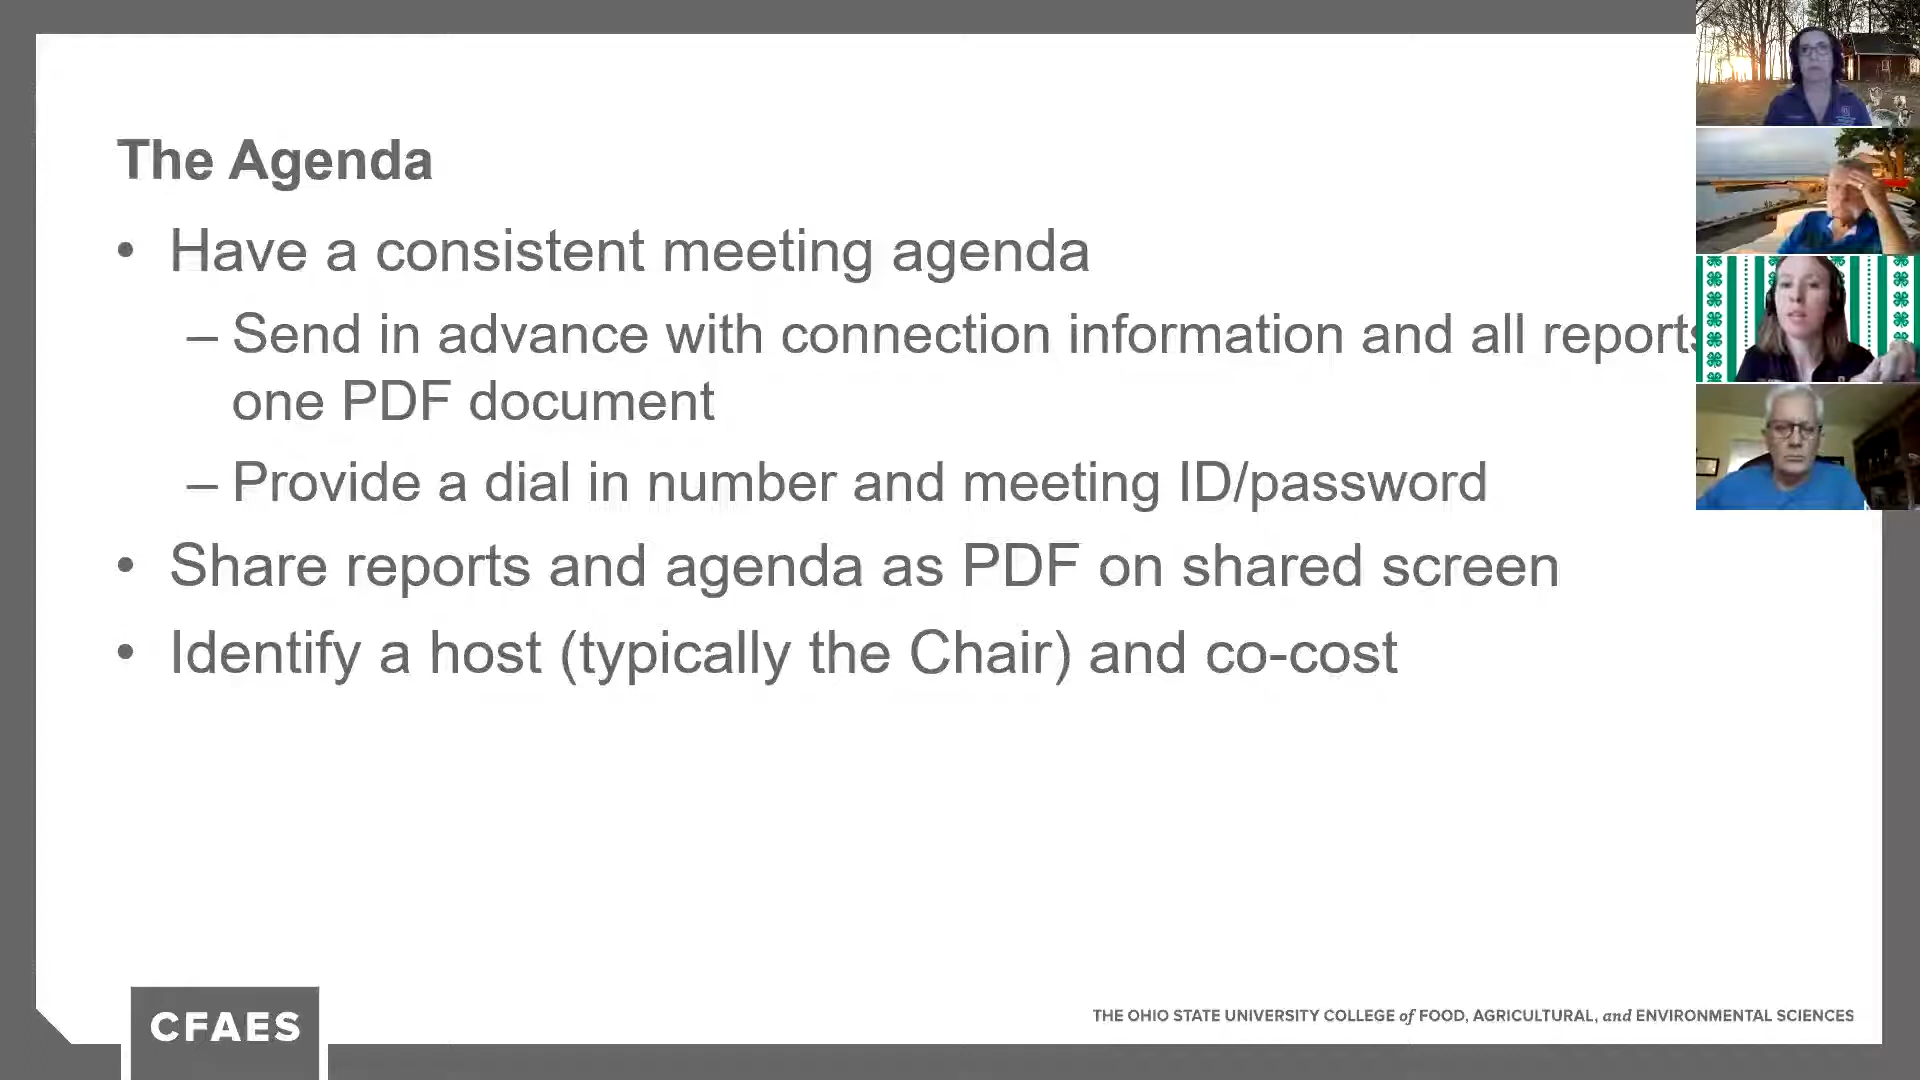 The Agenda
• Have a consistent meeting agenda
– Send in advance with connection information and all reports
one PDF document
– Provide a dial in number and meeting ID/password
• Share reports and agenda as PDF on shared screen
• Identify a host (typically the Chair) and co-cost
CFAES
THE OHIO STATE UNIVERSITY COLLEGE of FOOD, AGRICULTURAL, and ENVIRONMENTAL SCIENCES